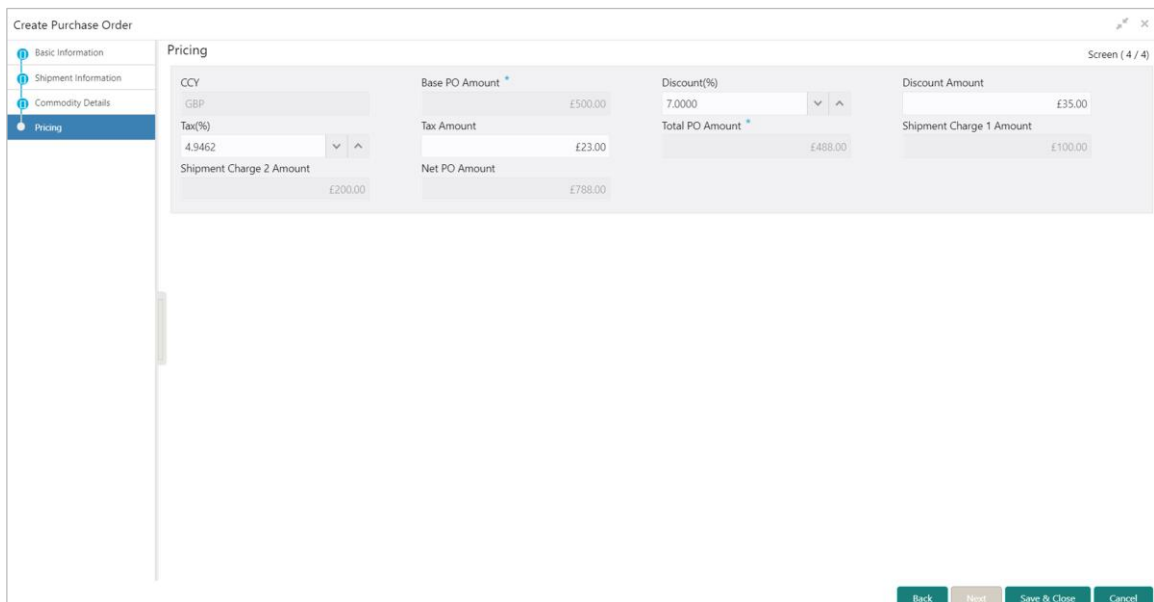 Create Purchase Order
Basic Information
Shipment Information
Commodity Details
Pricing
Pricing
Screen ( 4 / 4)
CCY Base PO Amount * Discount(%) Discount Amount
GBP £500.00 7.0000 £35.00
Tax(%) Tax Amount Total PO Amount * Shipment Charge 1 Amount
4.9462 £23.00 £488.00 £100.00
Shipment Charge 2 Amount Net PO Amount
£200.00 £788.00
Back Next Save & Close Cancel